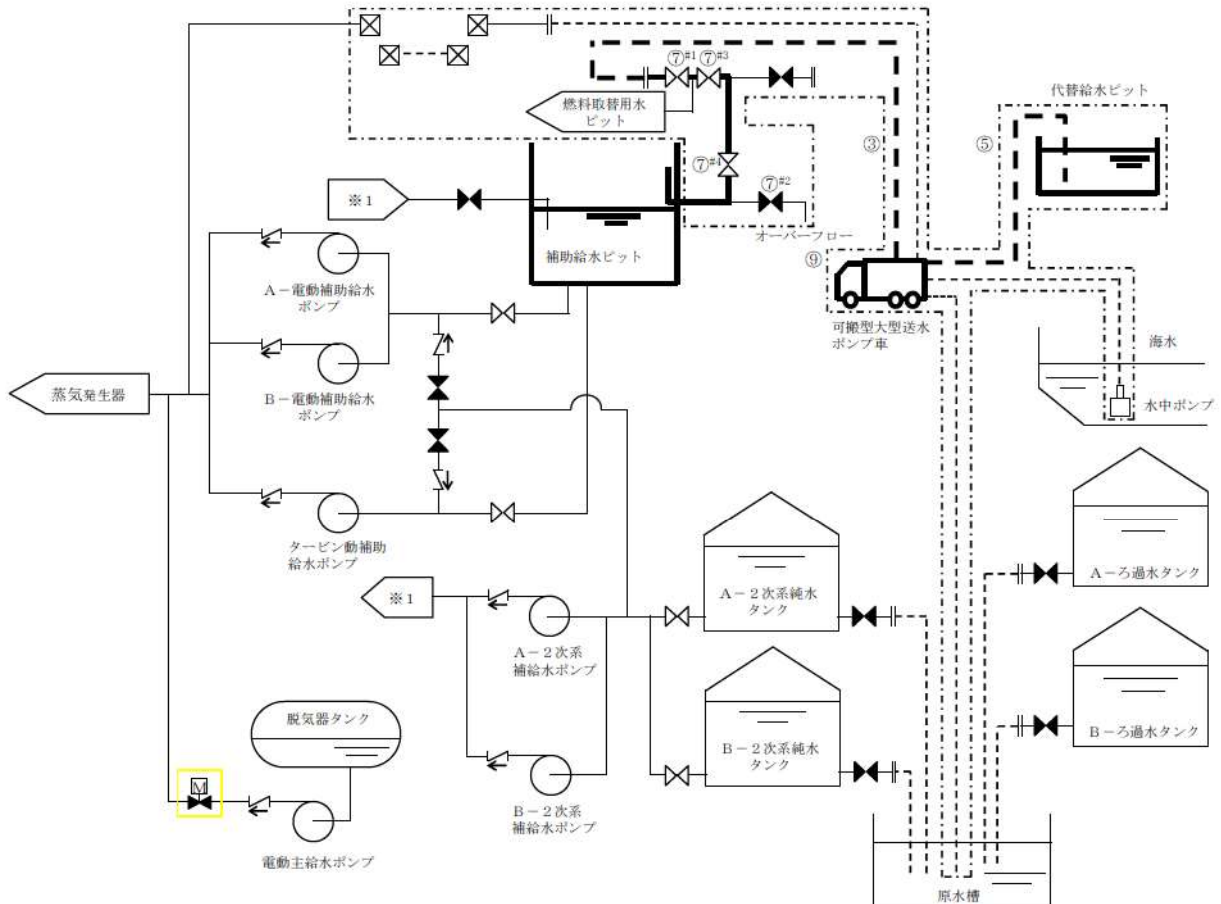 ⑦#1
⑦#3
燃料取替用水
ピット
代替給水ピット
③
⑤
⑦#4
⑦#2
※1
オーバーフロー
補助給水ピット
⑨
A-電動補助給水
ポンプ
可搬型大型送水
ポンプ車
海水
蒸気発生器
B-電動補助給水
ポンプ
水中ポンプ
タービン動補助
給水ポンプ
A-ろ過水タンク
※1
A-2次系純水
タンク
A-2次系
補給水ポンプ
B-ろ過水タンク
脱気器タンク
B-2次系純水
タンク
M
B-2次系
補給水ポンプ
電動主給水ポンプ
原水槽